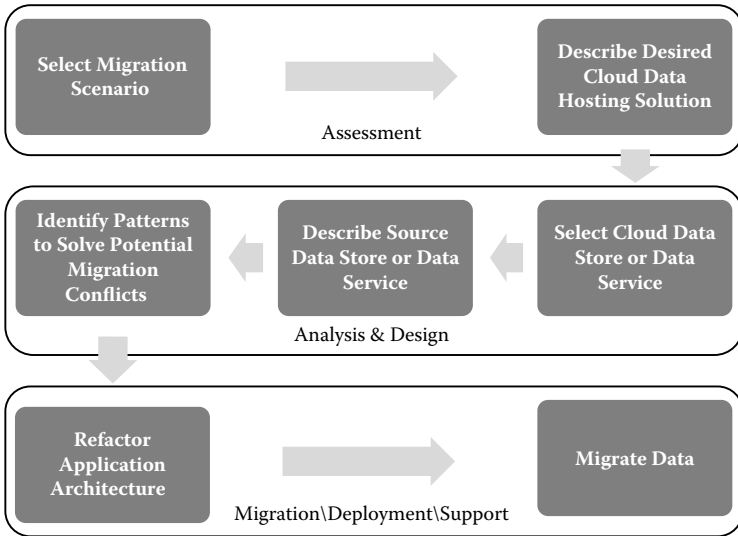 Select Migration
Scenario
Describe Desired
Cloud Data
Hosting Solution
Assessment
Identify Patterns
to Solve Potential
Migration
Conflicts
Describe Source
Data Store or Data
Service
Select Cloud Data
Store or Data
Service
Analysis & Design
Refactor
Application
Architecture
Migrate Data
Migration\Deployment\Support